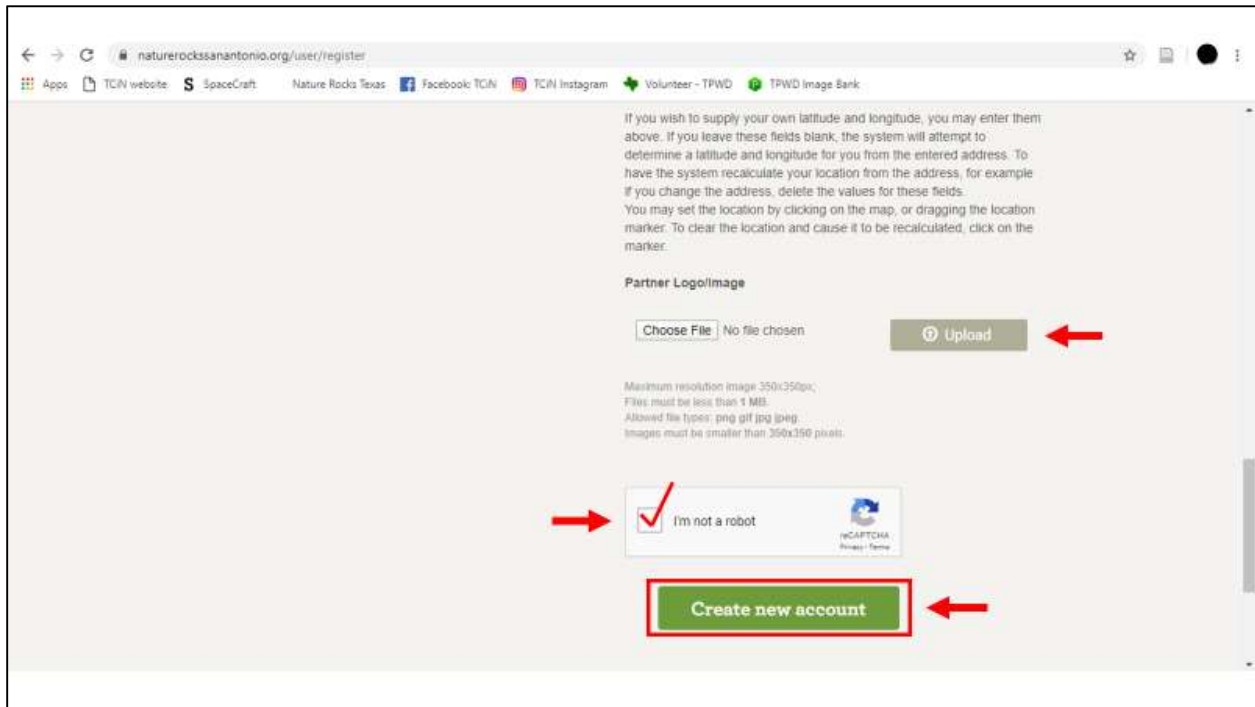 naturerockssanantonio.org/user/register
Apps TCiN website S SpaceCraft Nature Rocks Texas Facebook: TCiN TCiN Instagram Volunteer - TPWD TPWD Image Bank
If you wish to supply your own latitude and longitude, you may enter them
above. If you leave these fields blank, the system will attempt to
determine a latitude and longitude for you from the entered address. To
have the system recalculate your location from the address, for example
if you change the address, delete the values for these fields.
You may set the location by clicking on the map, or dragging the location
marker. To clear the location and cause it to be recalculated, click on the
marker.
Partner Logo/Image
Choose File No file chosen Upload
Maximum resolution image 350x350px;
Files must be less than 1 MB.
Allowed file types: png gif jpg jpeg.
Images must be smaller than 350x350 pixels.
I'm not a robot
reCAPTCHA
Privacy - Terms
Create new account